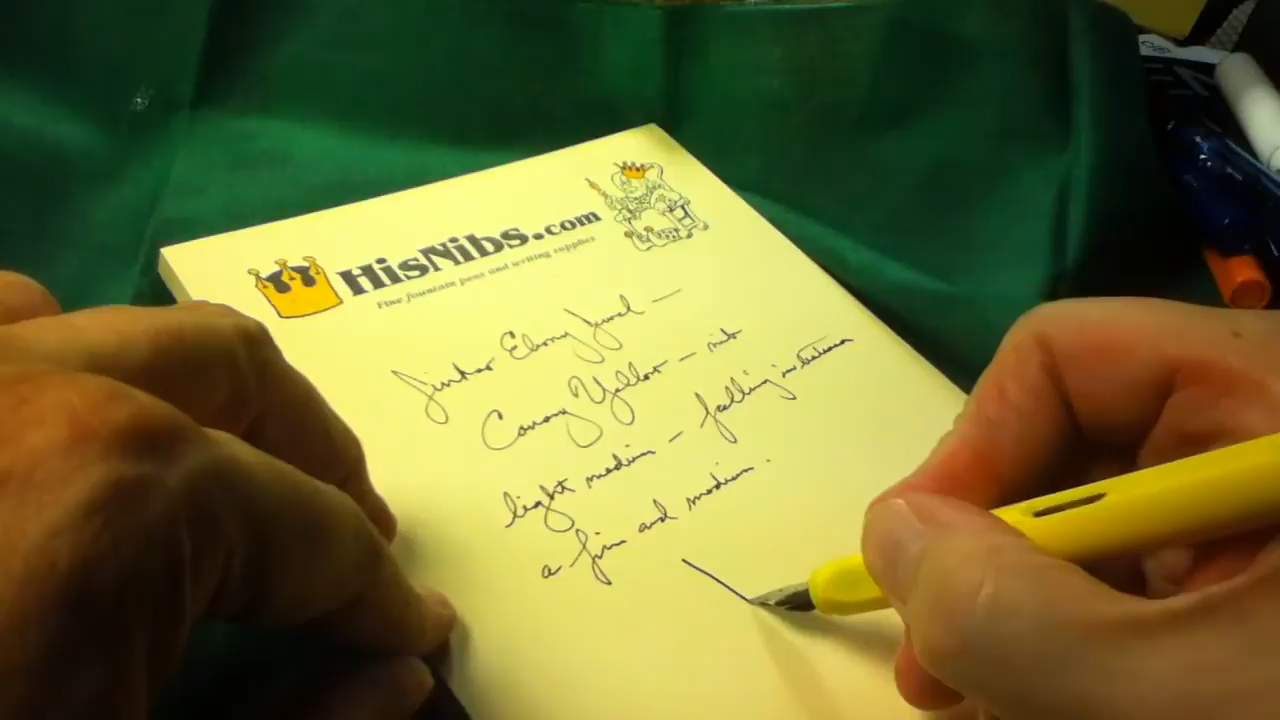 HisNibs.com
Fine fountain pens and writing supplies
Jinhao Ebony Jewel —
Canary Yellow — nib
light medium — falling in between
a fine and medium.